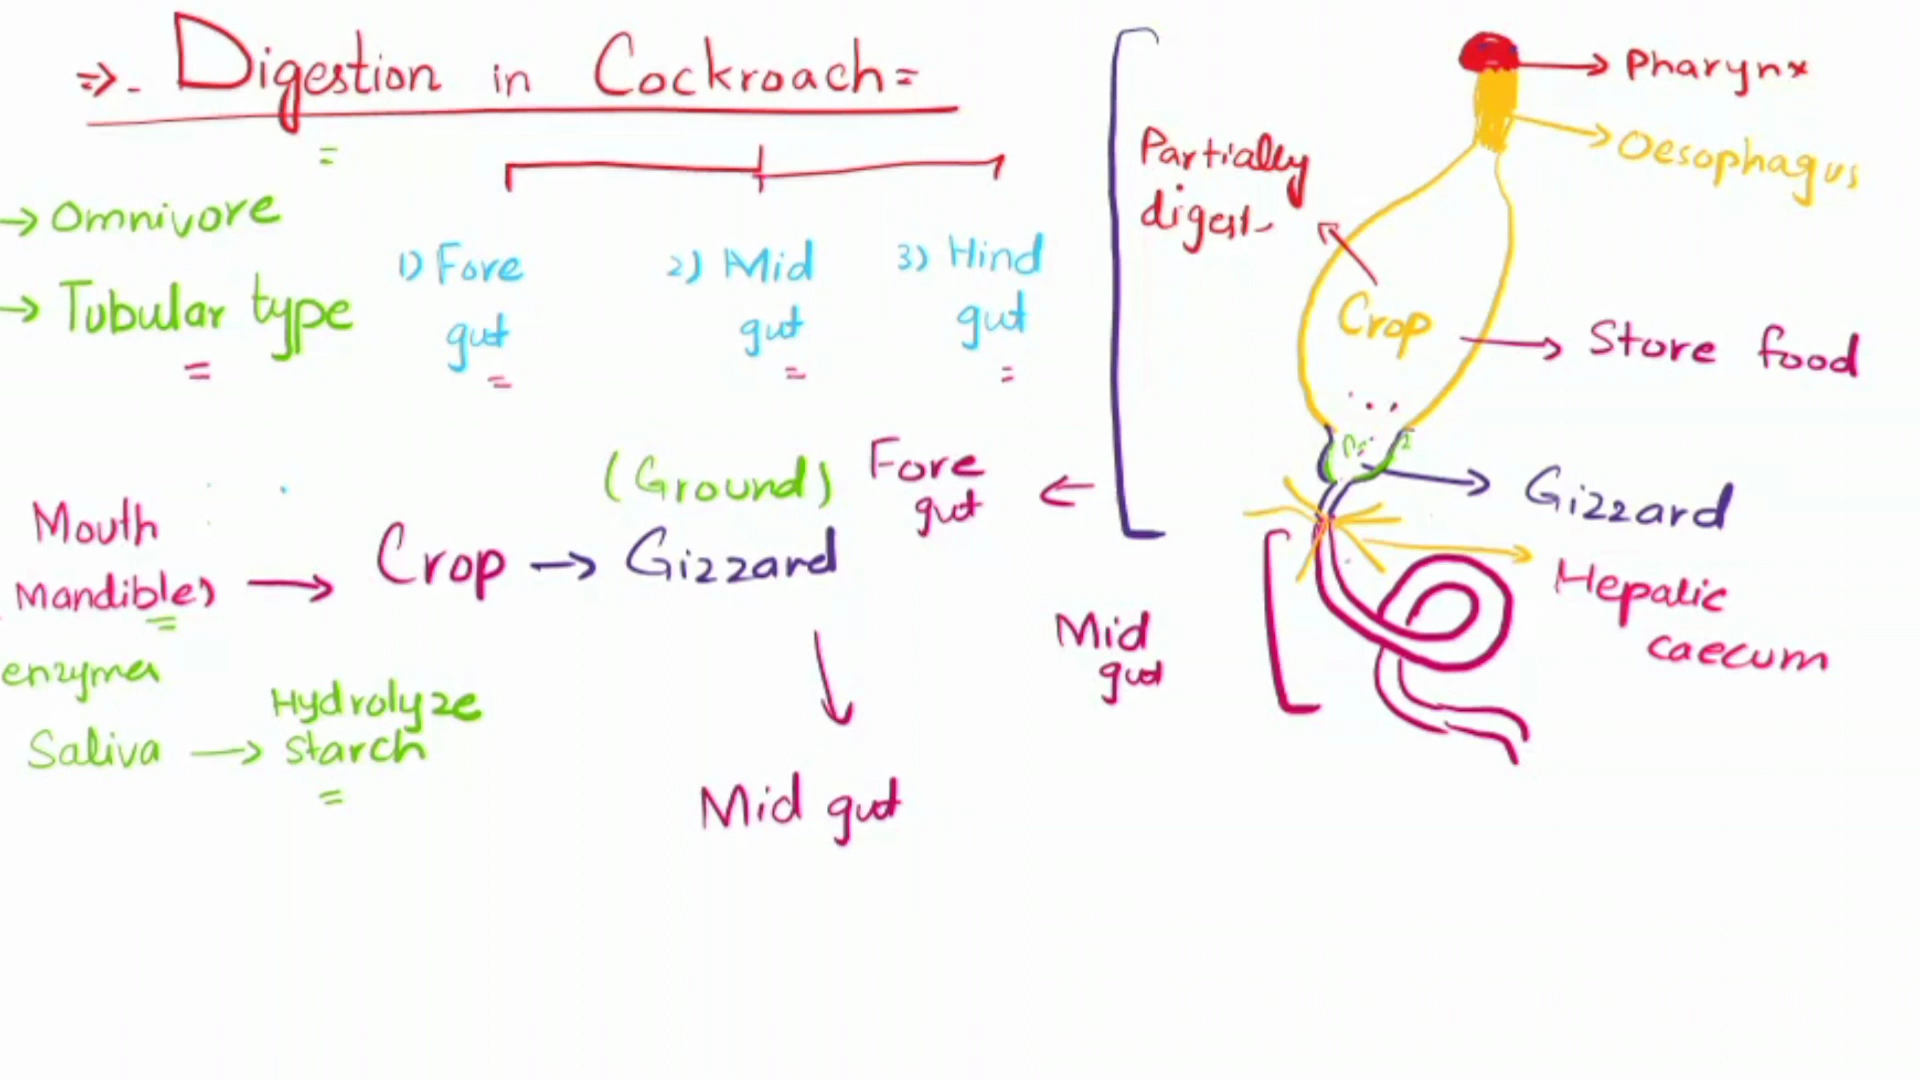 ⇒. Digestion in Cockroach=
→ Omnivore
→ Tubular type
1) Fore
gut
2) Mid
gut
3) Hind
gut
Mouth
Mandibles → Crop → Gizzard
(Ground)
Saliva → Hydrolyze
starch
Mid gut
Fore
gut
Partially
Pharynx
Oesophagus
Crop → Store food
Gizzard
Hepatic
caecum
Mid
gut